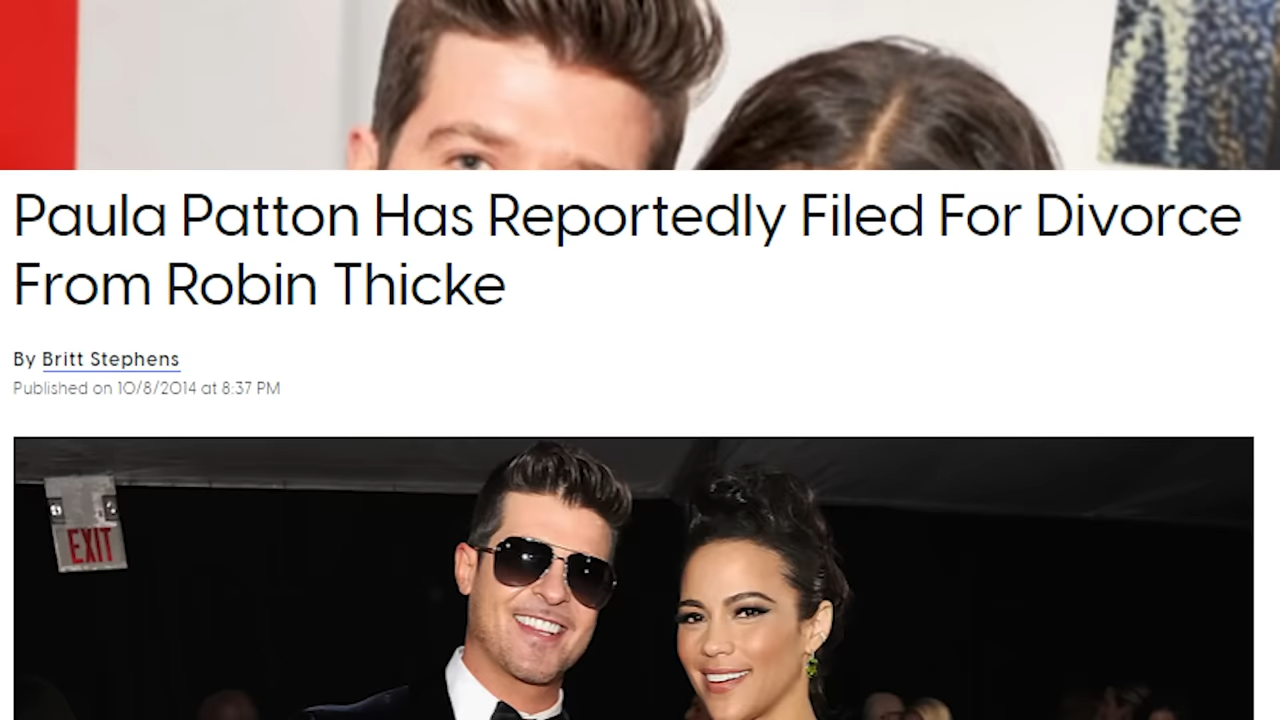 Paula Patton Has Reportedly Filed For Divorce
From Robin Thicke
By Britt Stephens
Published on 10/8/2014 at 8:37 PM
EXIT